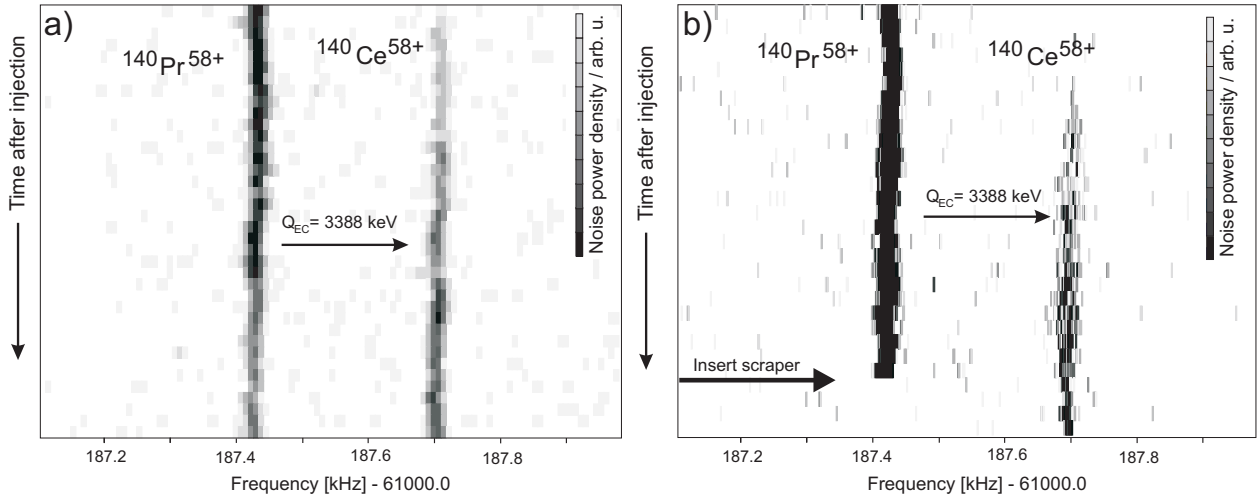 a)
¹⁴⁰Pr⁵⁸⁺
¹⁴⁰Ce⁵⁸⁺
Q_EC= 3388 keV
Noise power density / arb. u.
Time after injection
187.2 187.4 187.6 187.8
Frequency [kHz] - 61000.0
b)
¹⁴⁰Pr⁵⁸⁺
¹⁴⁰Ce⁵⁸⁺
Q_EC= 3388 keV
Insert scraper
Noise power density / arb. u.
Time after injection
187.2 187.4 187.6 187.8
Frequency [kHz] - 61000.0